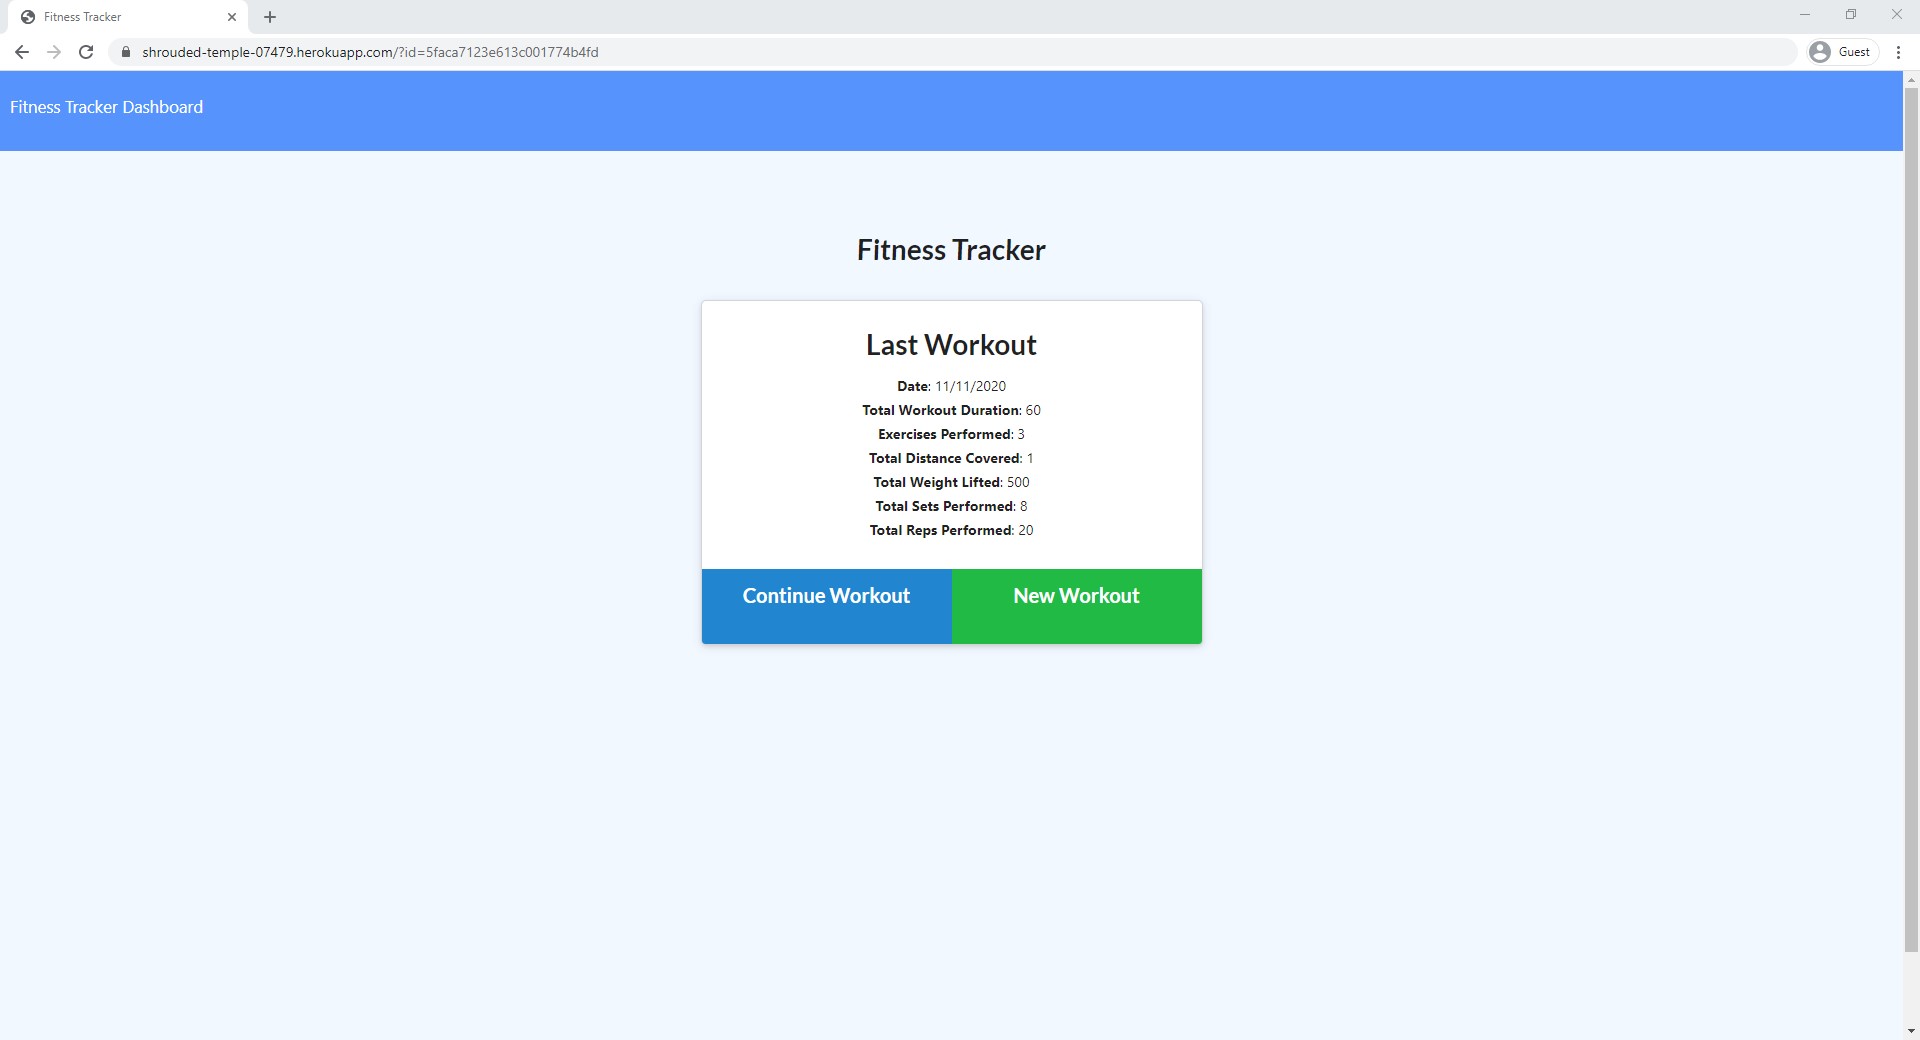 Fitness Tracker
shrouded-temple-07479.herokuapp.com/?id=5faca7123e613c001774b4fd
Guest
Fitness Tracker Dashboard
Fitness Tracker
Last Workout
Date: 11/11/2020
Total Workout Duration: 60
Exercises Performed: 3
Total Distance Covered: 1
Total Weight Lifted: 500
Total Sets Performed: 8
Total Reps Performed: 20
Continue Workout
New Workout